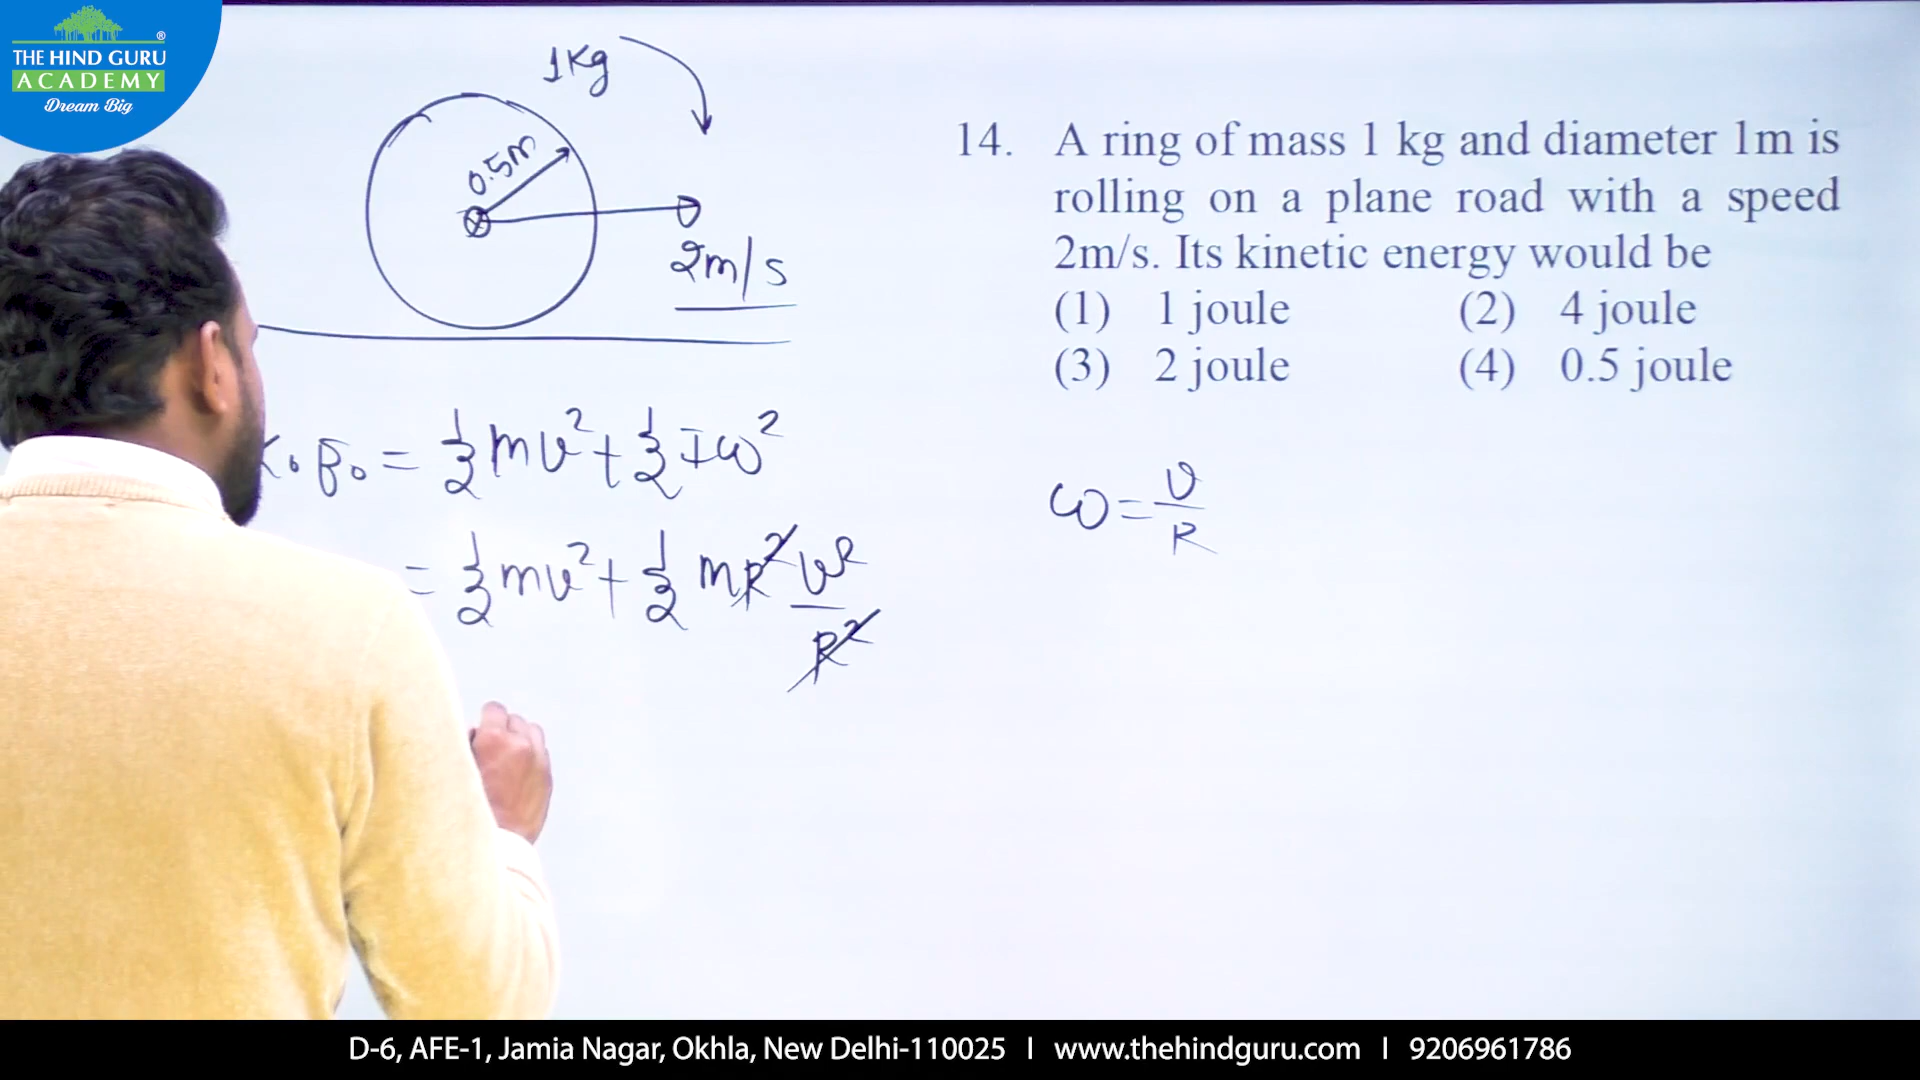 THE HIND GURU
®
ACADEMY
Dream Big
1Kg
0.5m
2m/s
14. A ring of mass 1 kg and diameter 1m is
rolling on a plane road with a speed
2m/s. Its kinetic energy would be
(1) 1 joule (2) 4 joule
(3) 2 joule (4) 0.5 joule
K.E. = 1/2 mv² + 1/2 Iω²
= 1/2 mv² + 1/2 mR² v²/R²
ω = v/R
D-6, AFE-1, Jamia Nagar, Okhla, New Delhi-110025 | www.thehindguru.com | 9206961786